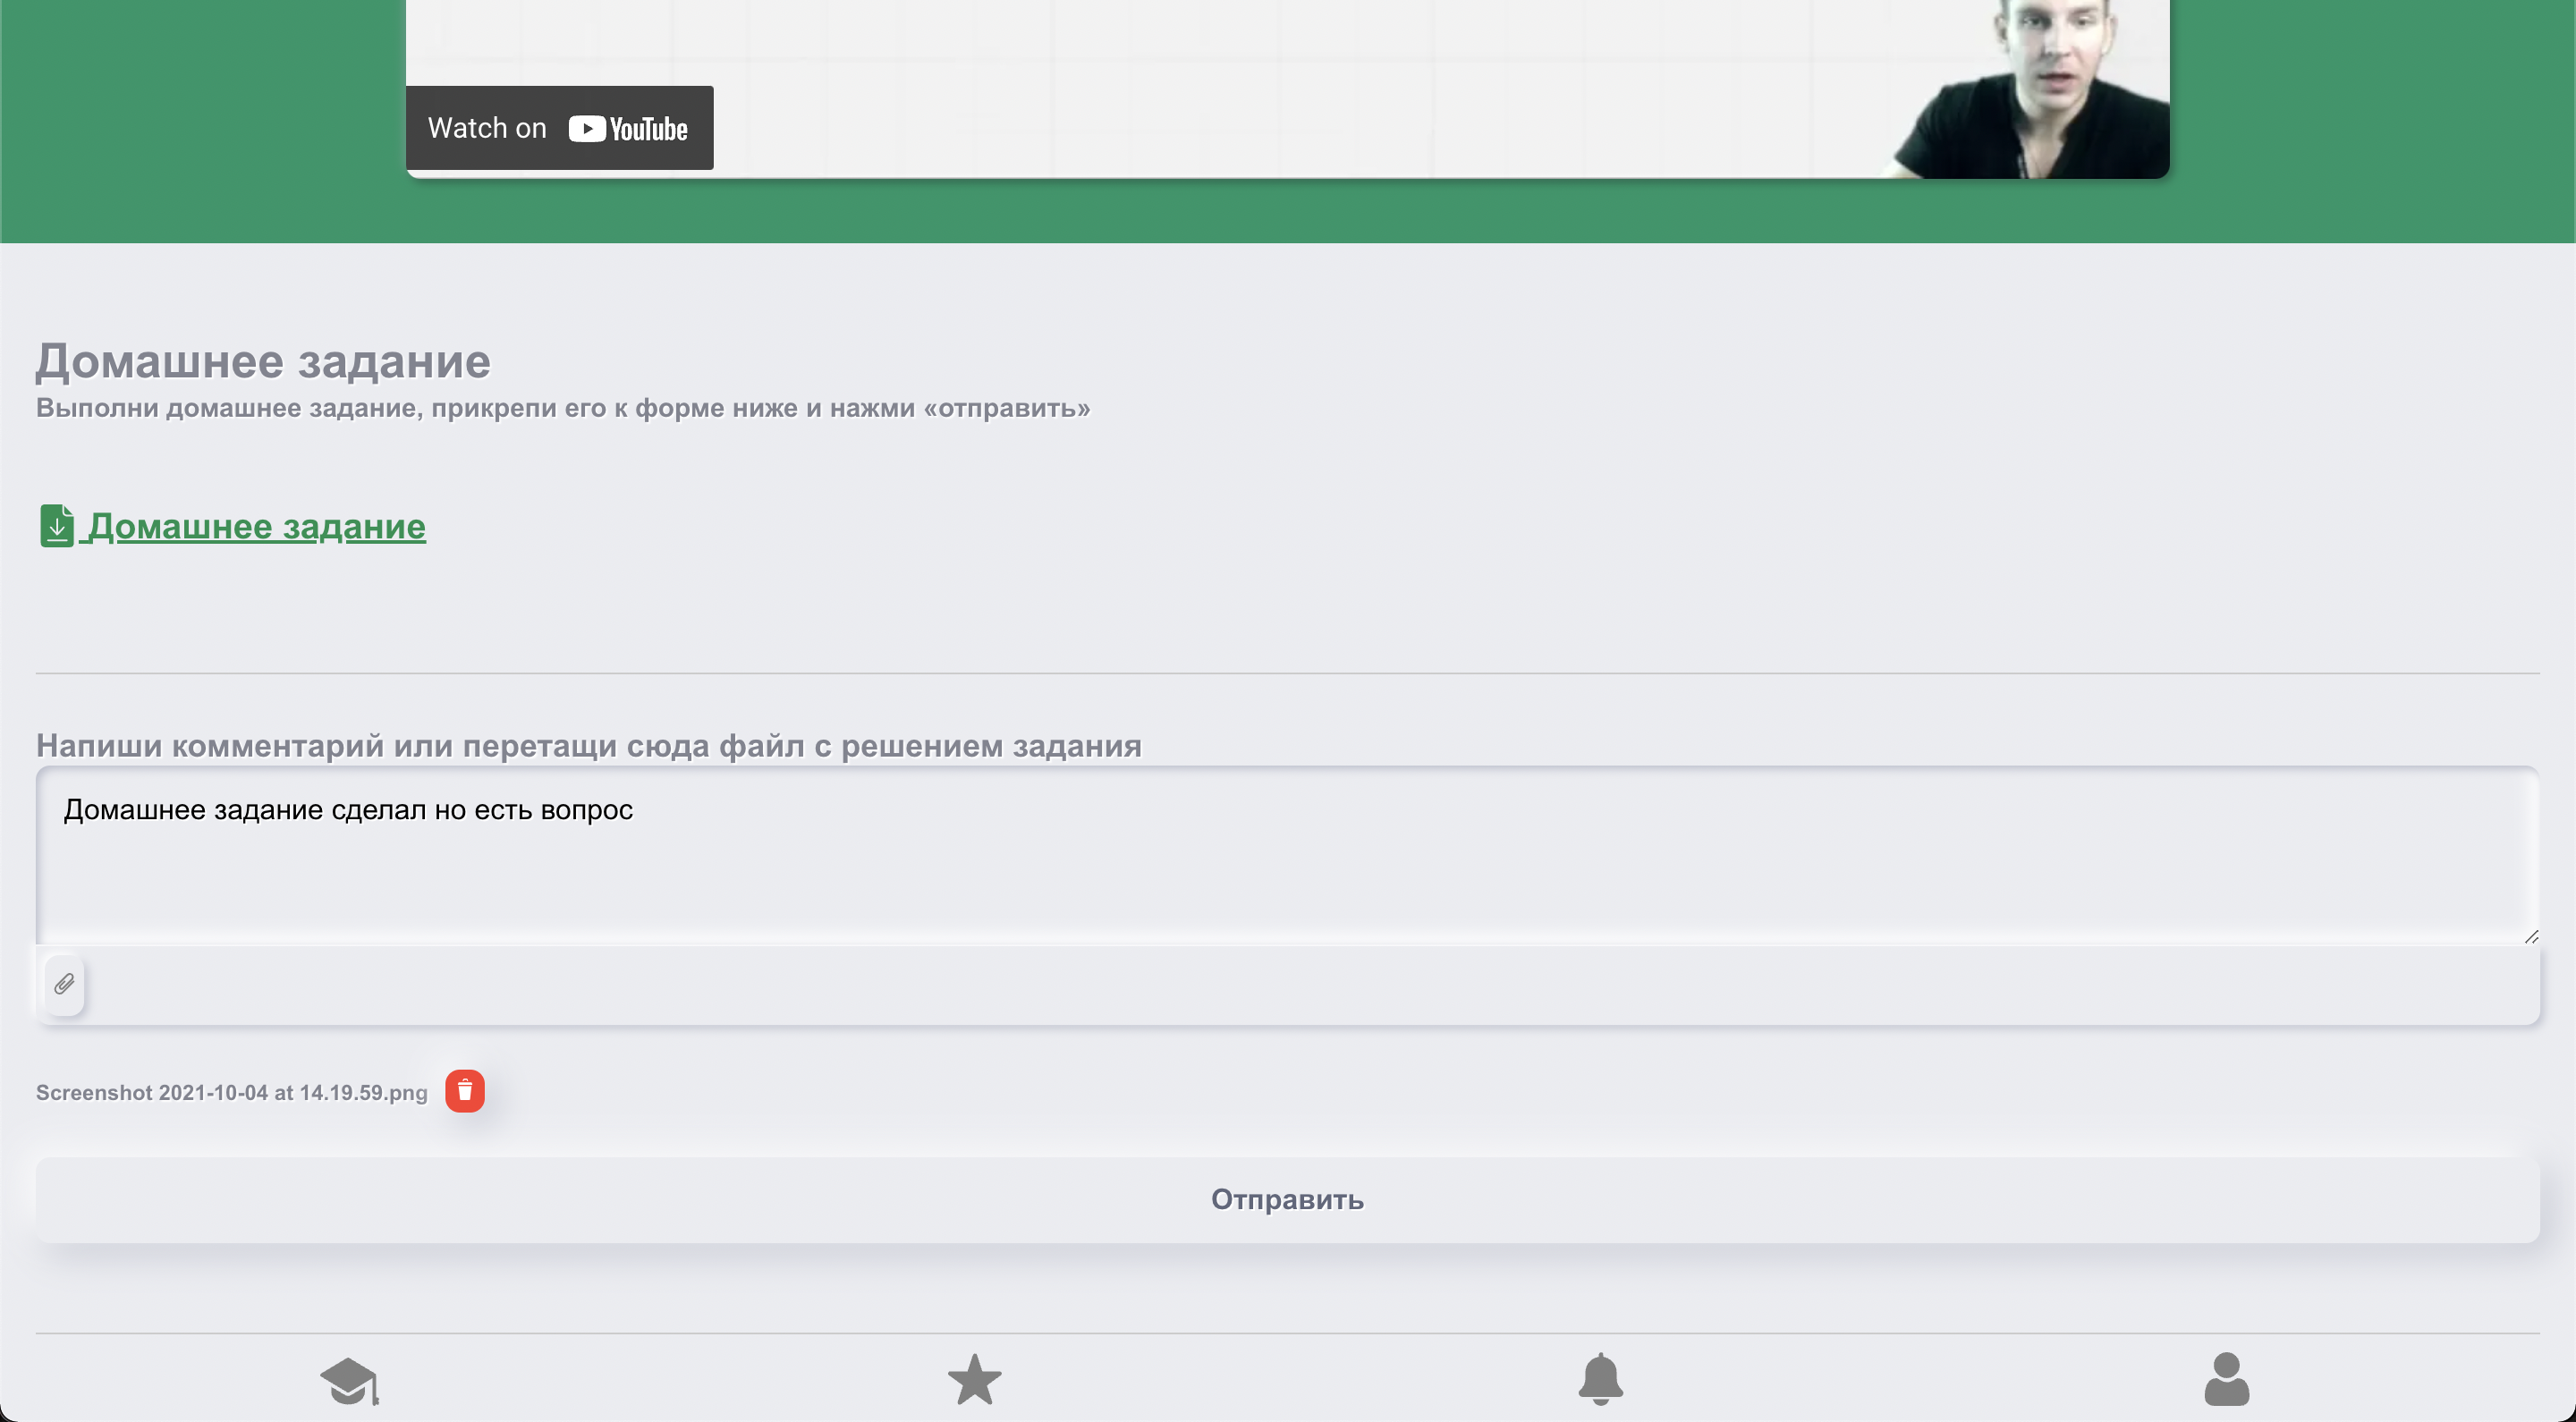 Watch on YouTube
Домашнее задание
Выполни домашнее задание, прикрепи его к форме ниже и нажми «отправить»
Домашнее задание
Напиши комментарий или перетащи сюда файл с решением задания
Домашнее задание сделал но есть вопрос
Screenshot 2021-10-04 at 14.19.59.png
Отправить